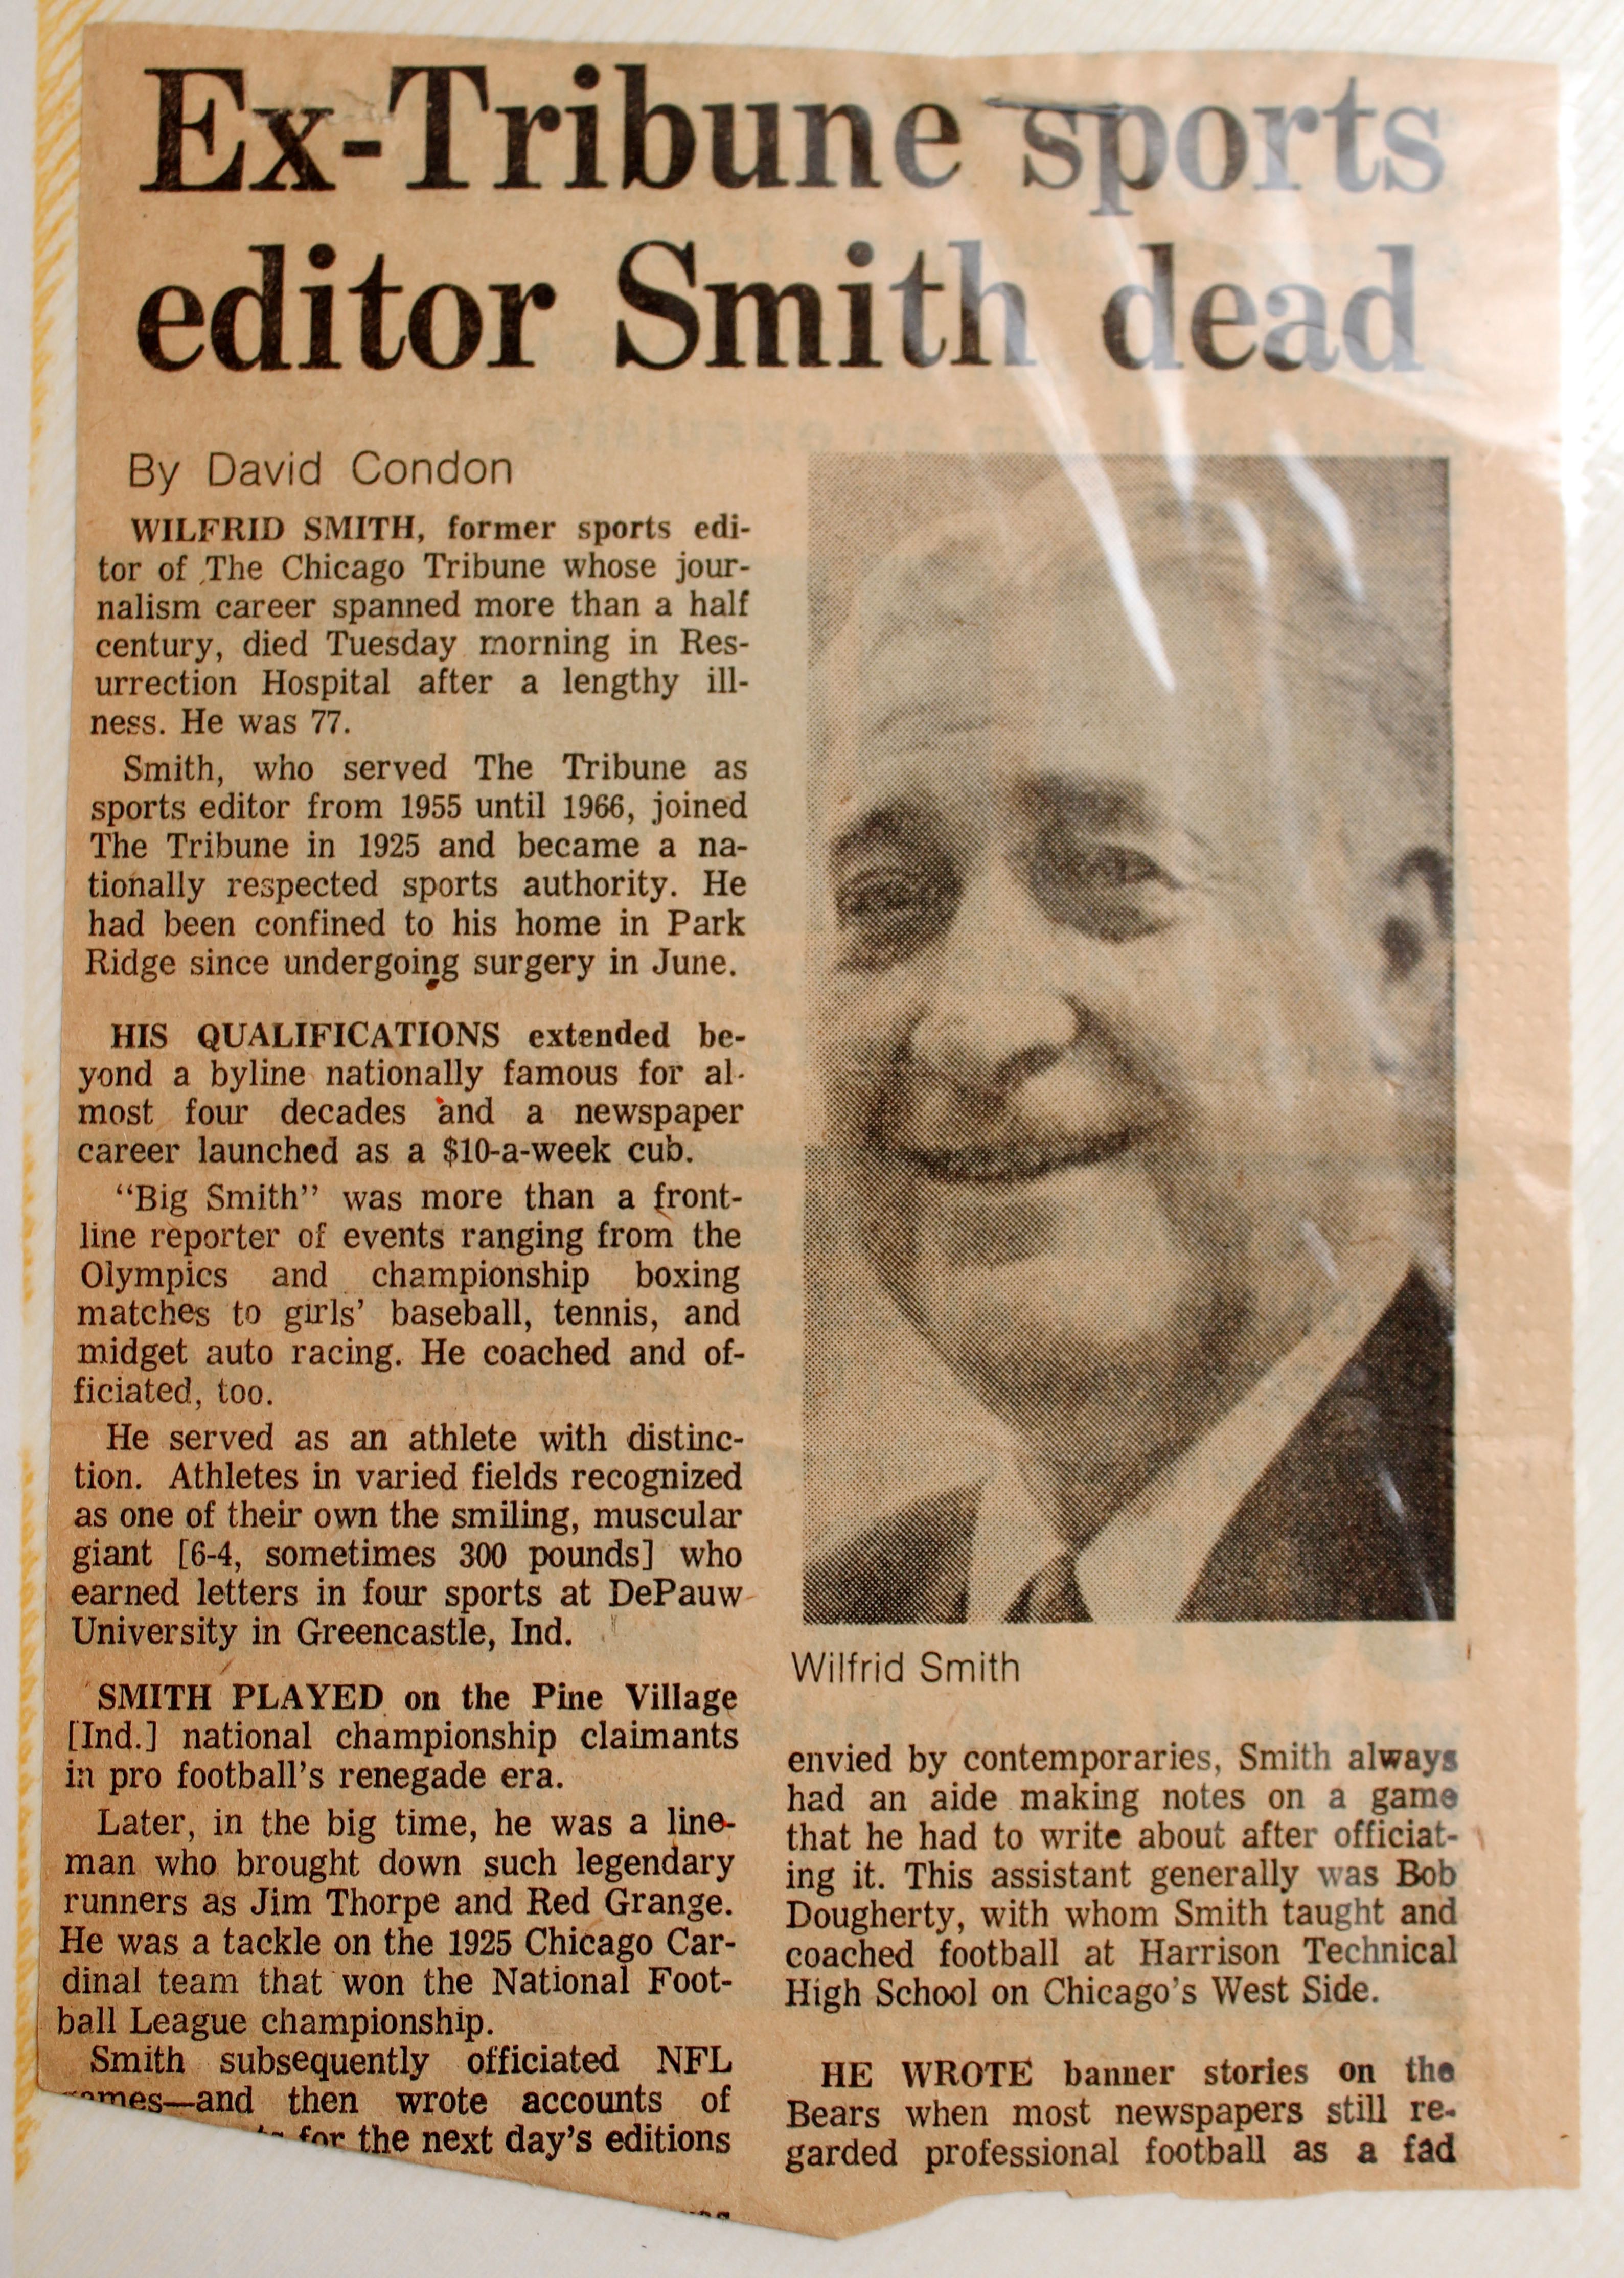 Ex-Tribune sports
editor Smith dead
By David Condon
WILFRID SMITH, former sports edi-
tor of The Chicago Tribune whose jour-
nalism career spanned more than a half
century, died Tuesday morning in Res-
urrection Hospital after a lengthy ill-
ness. He was 77.
Smith, who served The Tribune as
sports editor from 1955 until 1966, joined
The Tribune in 1925 and became a na-
tionally respected sports authority. He
had been confined to his home in Park
Ridge since undergoing surgery in June.
HIS QUALIFICATIONS extended be-
yond a byline nationally famous for al-
most four decades and a newspaper
career launched as a $10-a-week cub.
“Big Smith” was more than a front-
line reporter of events ranging from the
Olympics and championship boxing
matches to girls’ baseball, tennis, and
midget auto racing. He coached and of-
ficiated, too.
He served as an athlete with distinc-
tion. Athletes in varied fields recognized
as one of their own the smiling, muscular
giant [6-4, sometimes 300 pounds] who
earned letters in four sports at DePauw
University in Greencastle, Ind.
SMITH PLAYED on the Pine Village
[Ind.] national championship claimants
in pro football’s renegade era.
Later, in the big time, he was a line-
man who brought down such legendary
runners as Jim Thorpe and Red Grange.
He was a tackle on the 1925 Chicago Car-
dinal team that won the National Foot-
ball League championship.
Smith subsequently officiated NFL
games—and then wrote accounts of
for the next day’s editions
Wilfrid Smith
envied by contemporaries, Smith always
had an aide making notes on a game
that he had to write about after officiat-
ing it. This assistant generally was Bob
Dougherty, with whom Smith taught and
coached football at Harrison Technical
High School on Chicago’s West Side.
HE WROTE banner stories on the
Bears when most newspapers still re-
garded professional football as a fad